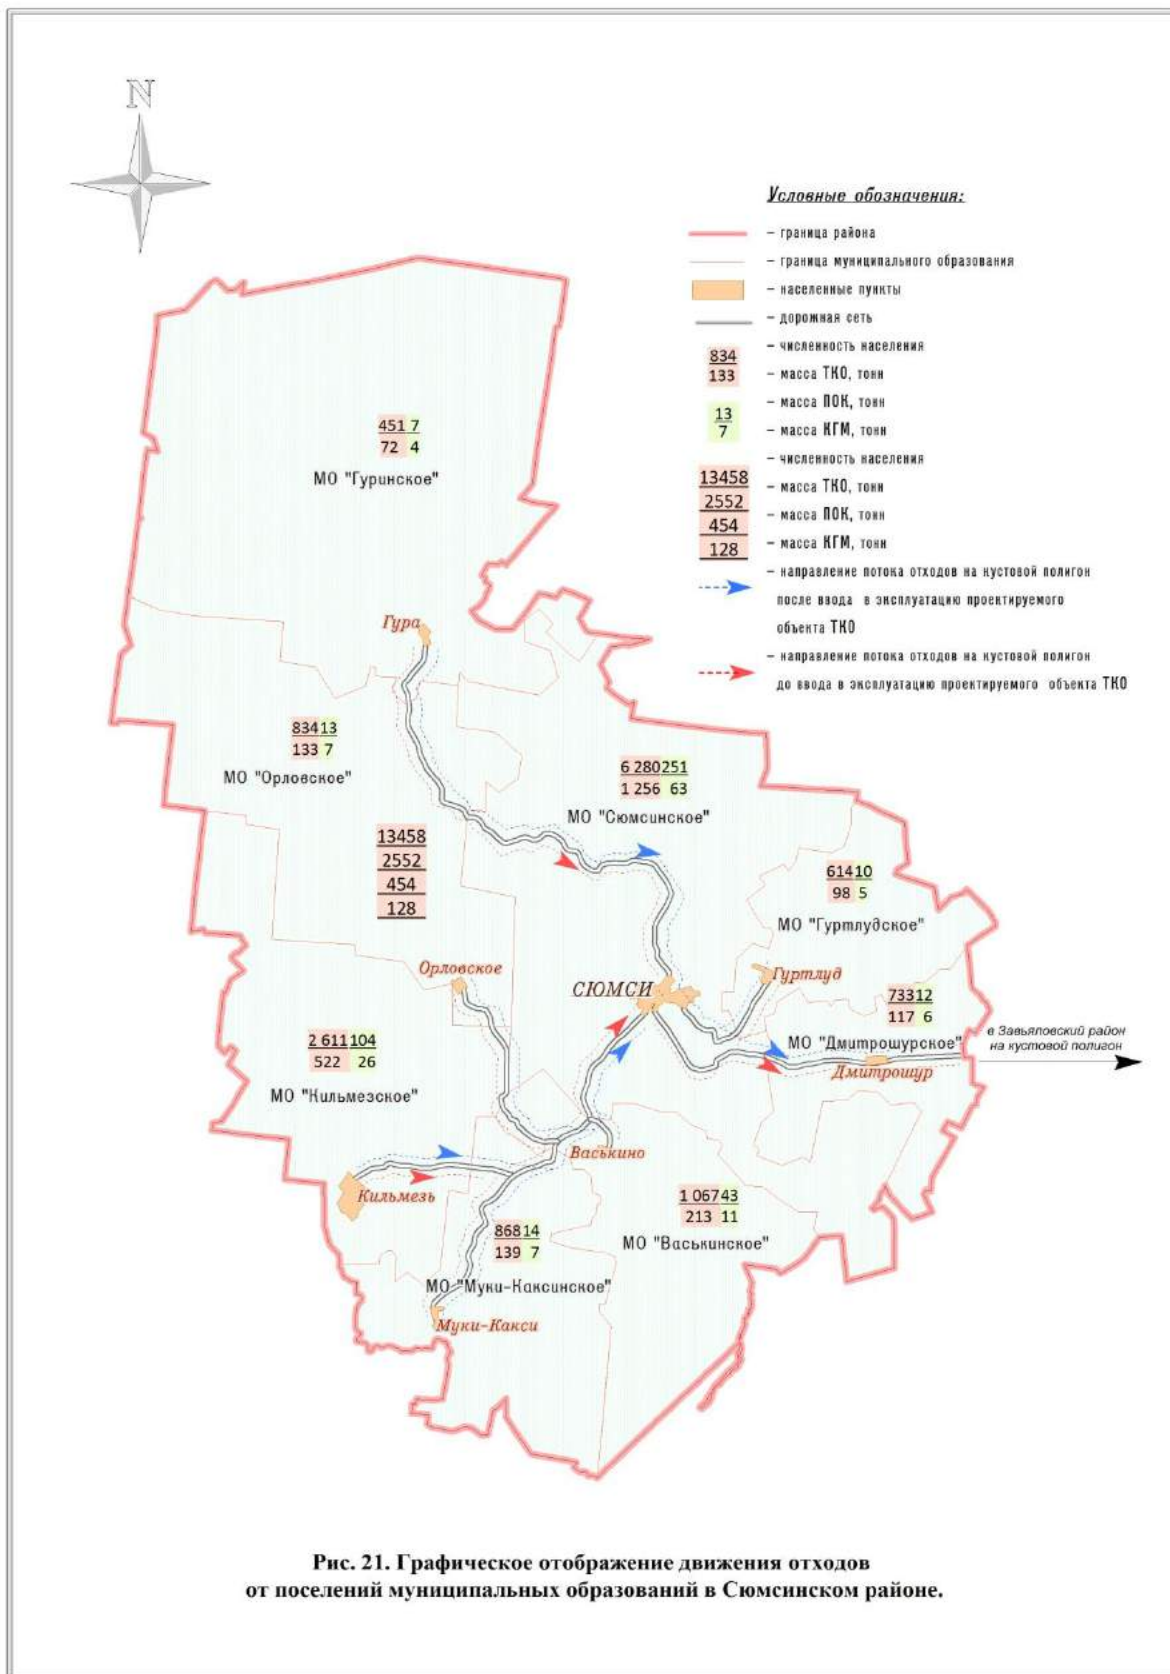 N
Условные обозначения:
– граница района
– граница муниципального образования
– населенные пункты
– дорожная сеть
834
– численность населения
133
– масса ТКО, тонн
13
– масса ПОК, тонн
7
– масса КГМ, тонн
13458
– численность населения
2552
– масса ТКО, тонн
454
– масса ПОК, тонн
128
– масса КГМ, тонн
– направление потока отходов на кустовой полигон
после ввода в эксплуатацию проектируемого
объекта ТКО
– направление потока отходов на кустовой полигон
до ввода в эксплуатацию проектируемого объекта ТКО
451 7
72 4
МО "Гуринское"
Гура
834 13
133 7
МО "Орловское"
6 280 251
1 256 63
МО "Сюмсинское"
13458
2552
454
128
614 10
98 5
МО "Гуртлудское"
Орловское
СЮМСИ
Гуртлуд
733 12
117 6
МО "Дмитрошурское"
Дмитрошур
в Завьяловский район
на кустовой полигон
2 611 104
522 26
МО "Кильмезское"
Васькино
Кильмезь
1 067 43
213 11
МО "Васькинское"
868 14
139 7
МО "Муки-Каксинское"
Муки-Какси
Рис. 21. Графическое отображение движения отходов
от поселений муниципальных образований в Сюмсинском районе.